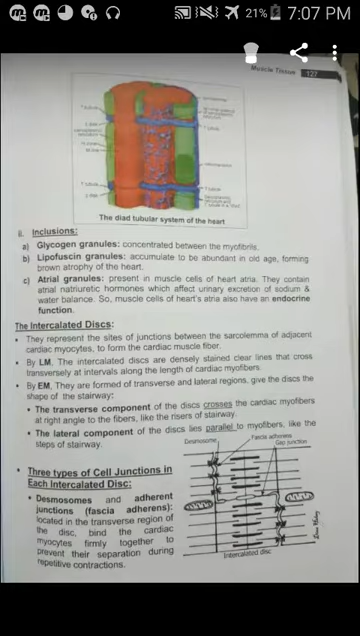 21% 7:07 PM
Muscle Tissue 127
T tubule
Z disk
T tubule
T tubule
T tubule
The diad tubular system of the heart
ii. Inclusions:
a) Glycogen granules: concentrated between the myofibrils.
b) Lipofuscin granules: accumulate to be abundant in old age, forming
brown atrophy of the heart.
c) Atrial granules: present in muscle cells of heart atria. They contain
atrial natriuretic hormones which affect urinary excretion of sodium &
water balance. So, muscle cells of heart's atria also have an endocrine
function.
The Intercalated Discs:
• They represent the sites of joints between the sarcolemma of adjacent
cardiac myocytes, to form the cardiac muscle fiber.
• By LM, The intercalated discs are densely stained clear lines that cross
transversely at intervals along the length of cardiac myofibers.
• By EM, They are formed of transverse and lateral regions, give the discs the
shape of the stairway:
• The transverse component of the discs crosses the cardiac myofibers
at right angle to the fibers, like the risers of stairway.
• The lateral component of the discs lies parallel to myofibers, like the
steps of stairway.
Desmosome
Fascia adherens
Gap junction
• Three types of Cell Junctions in
Each Intercalated Disc:
• Desmosomes and adherent
junctions (fascia adherens):
located in the transverse region of
the disc, bind the cardiac
myocytes firmly together to
prevent their separation during
repetitive contractions.
Intercalated disc